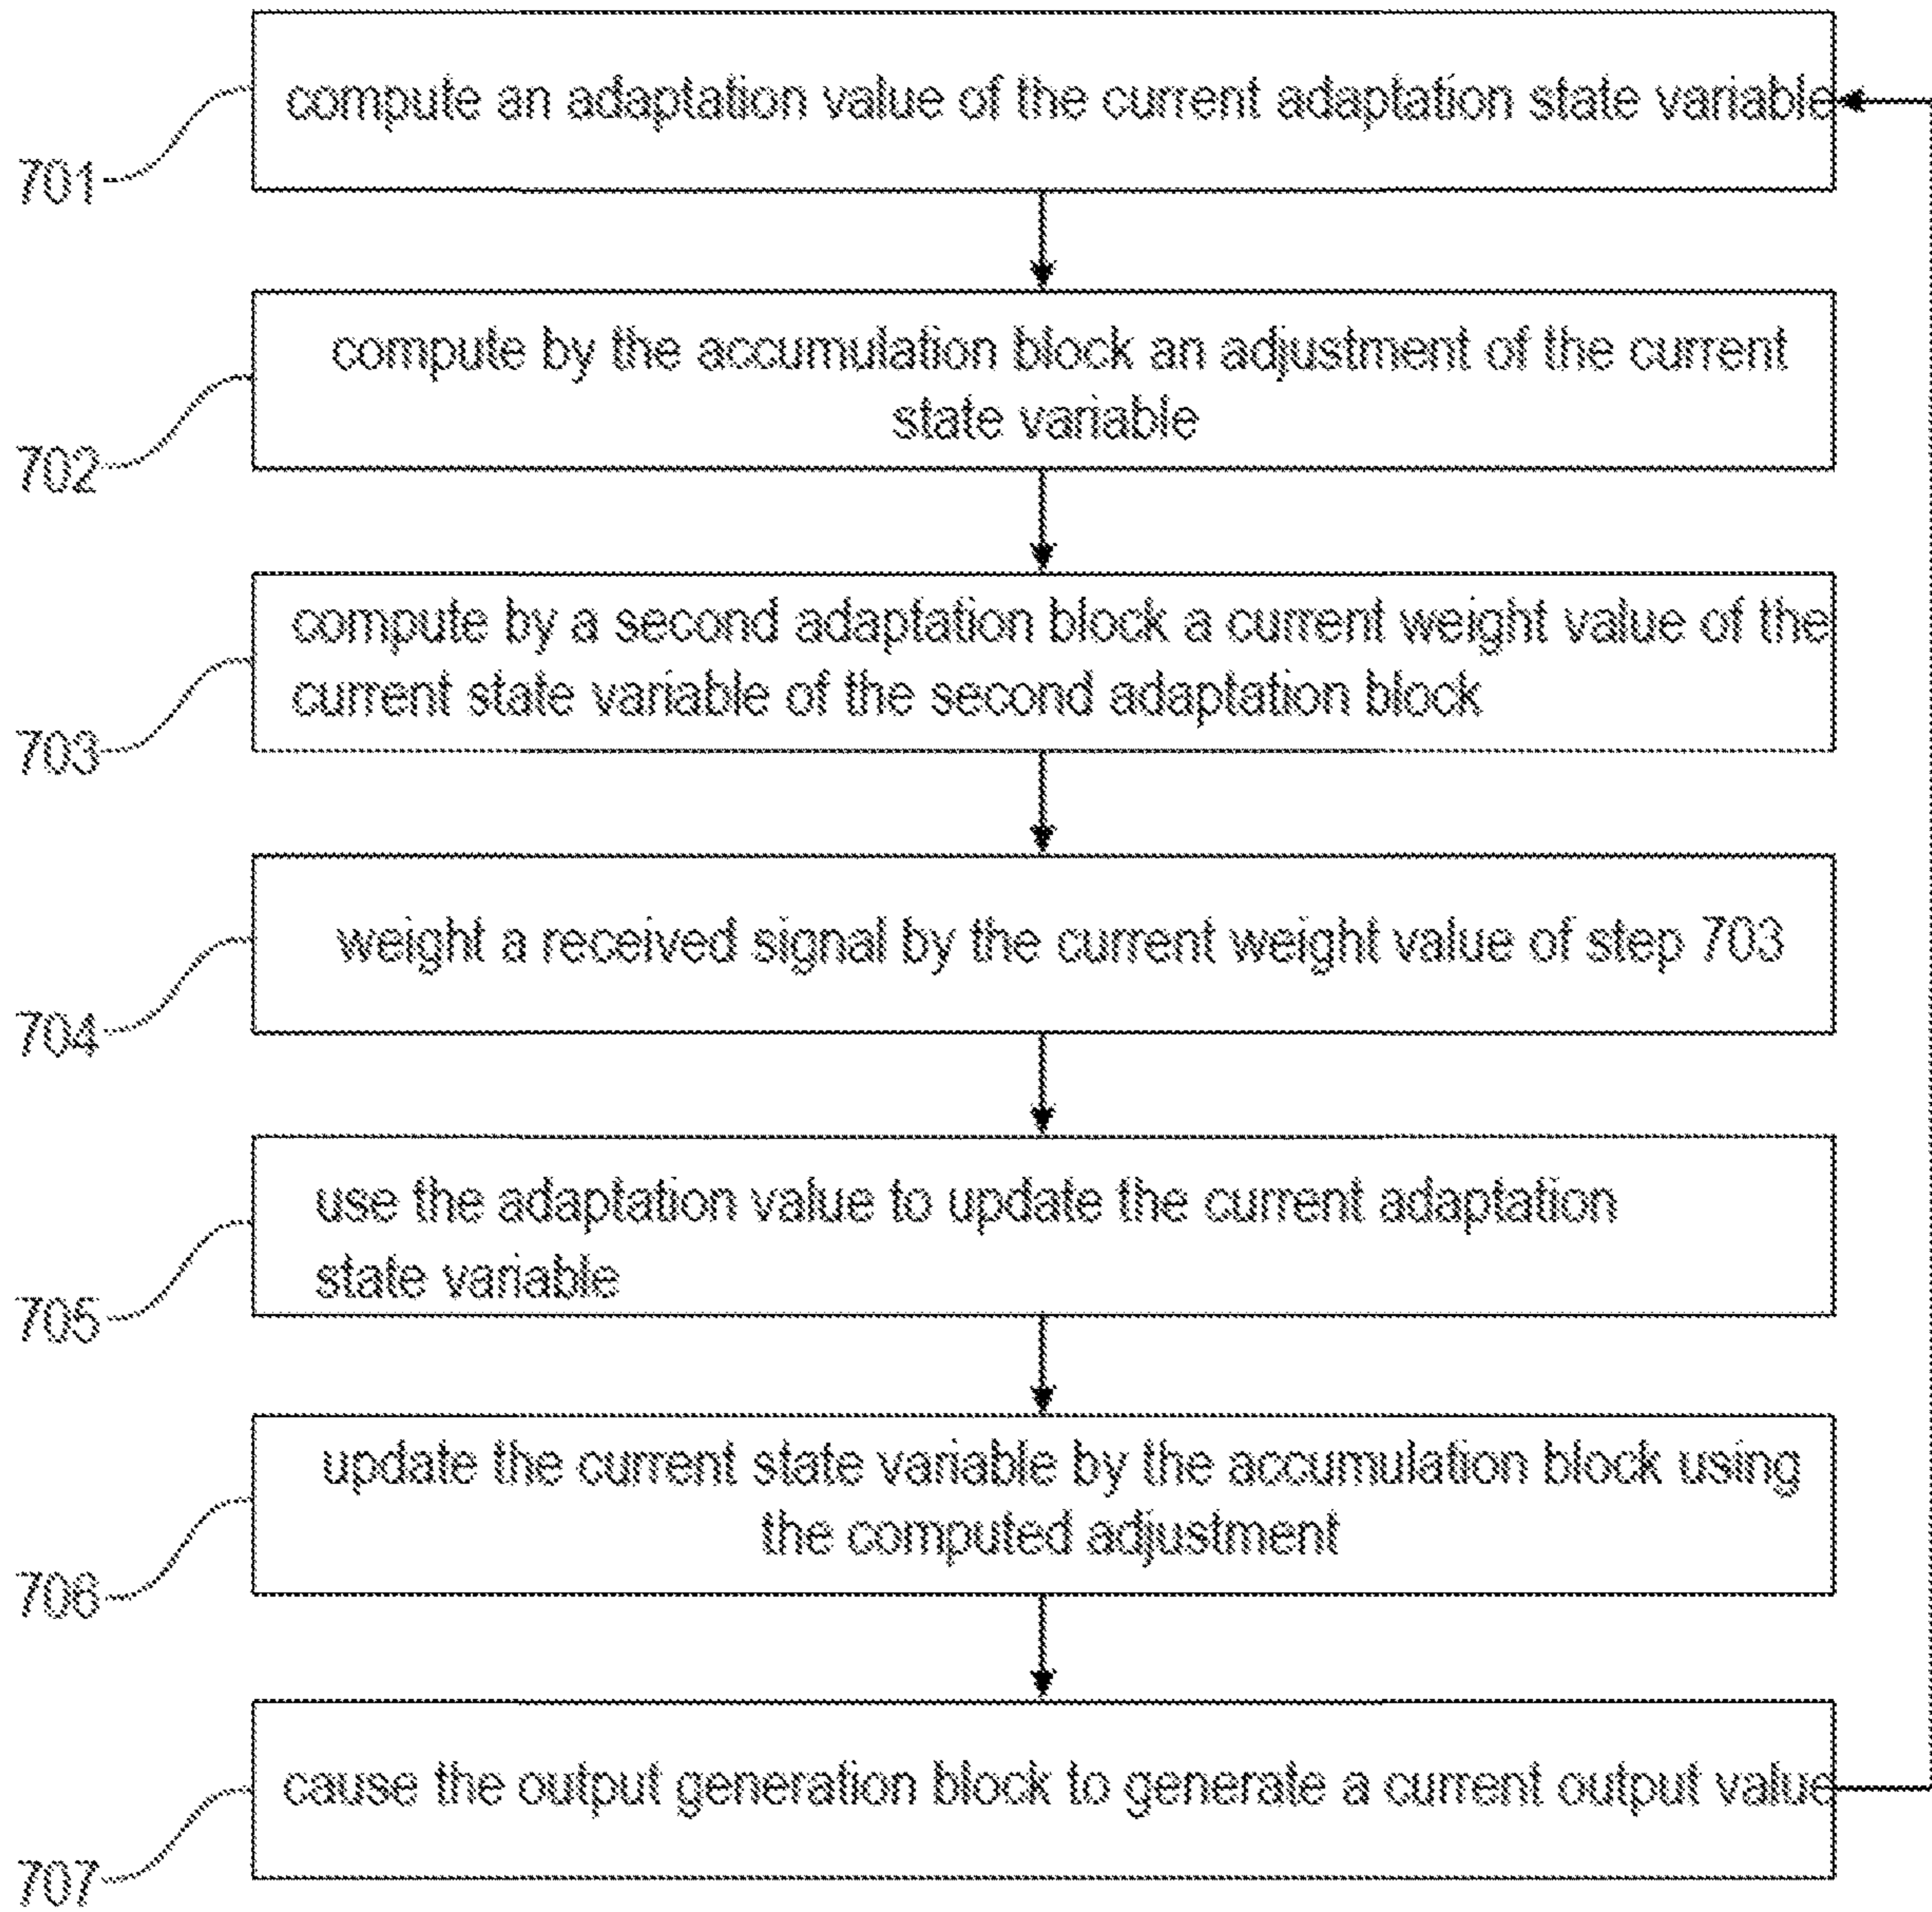 compute an adaptation value of the current adaptation state variable
701
compute by the accumulation block an adjustment of the current
state variable
702
compute by a second adaptation block a current weight value of the
current state variable of the second adaptation block
703
weight a received signal by the current weight value of step 703
704
use the adaptation value to update the current adaptation
state variable
705
update the current state variable by the accumulation block using
the computed adjustment
706
cause the output generation block to generate a current output value
707